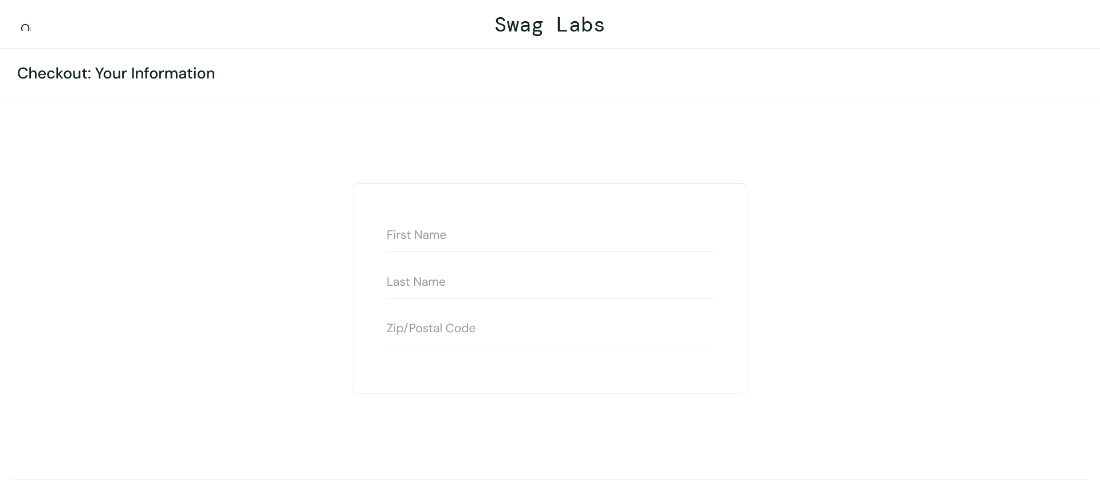 Swag Labs
Checkout: Your Information
First Name
Last Name
Zip/Postal Code